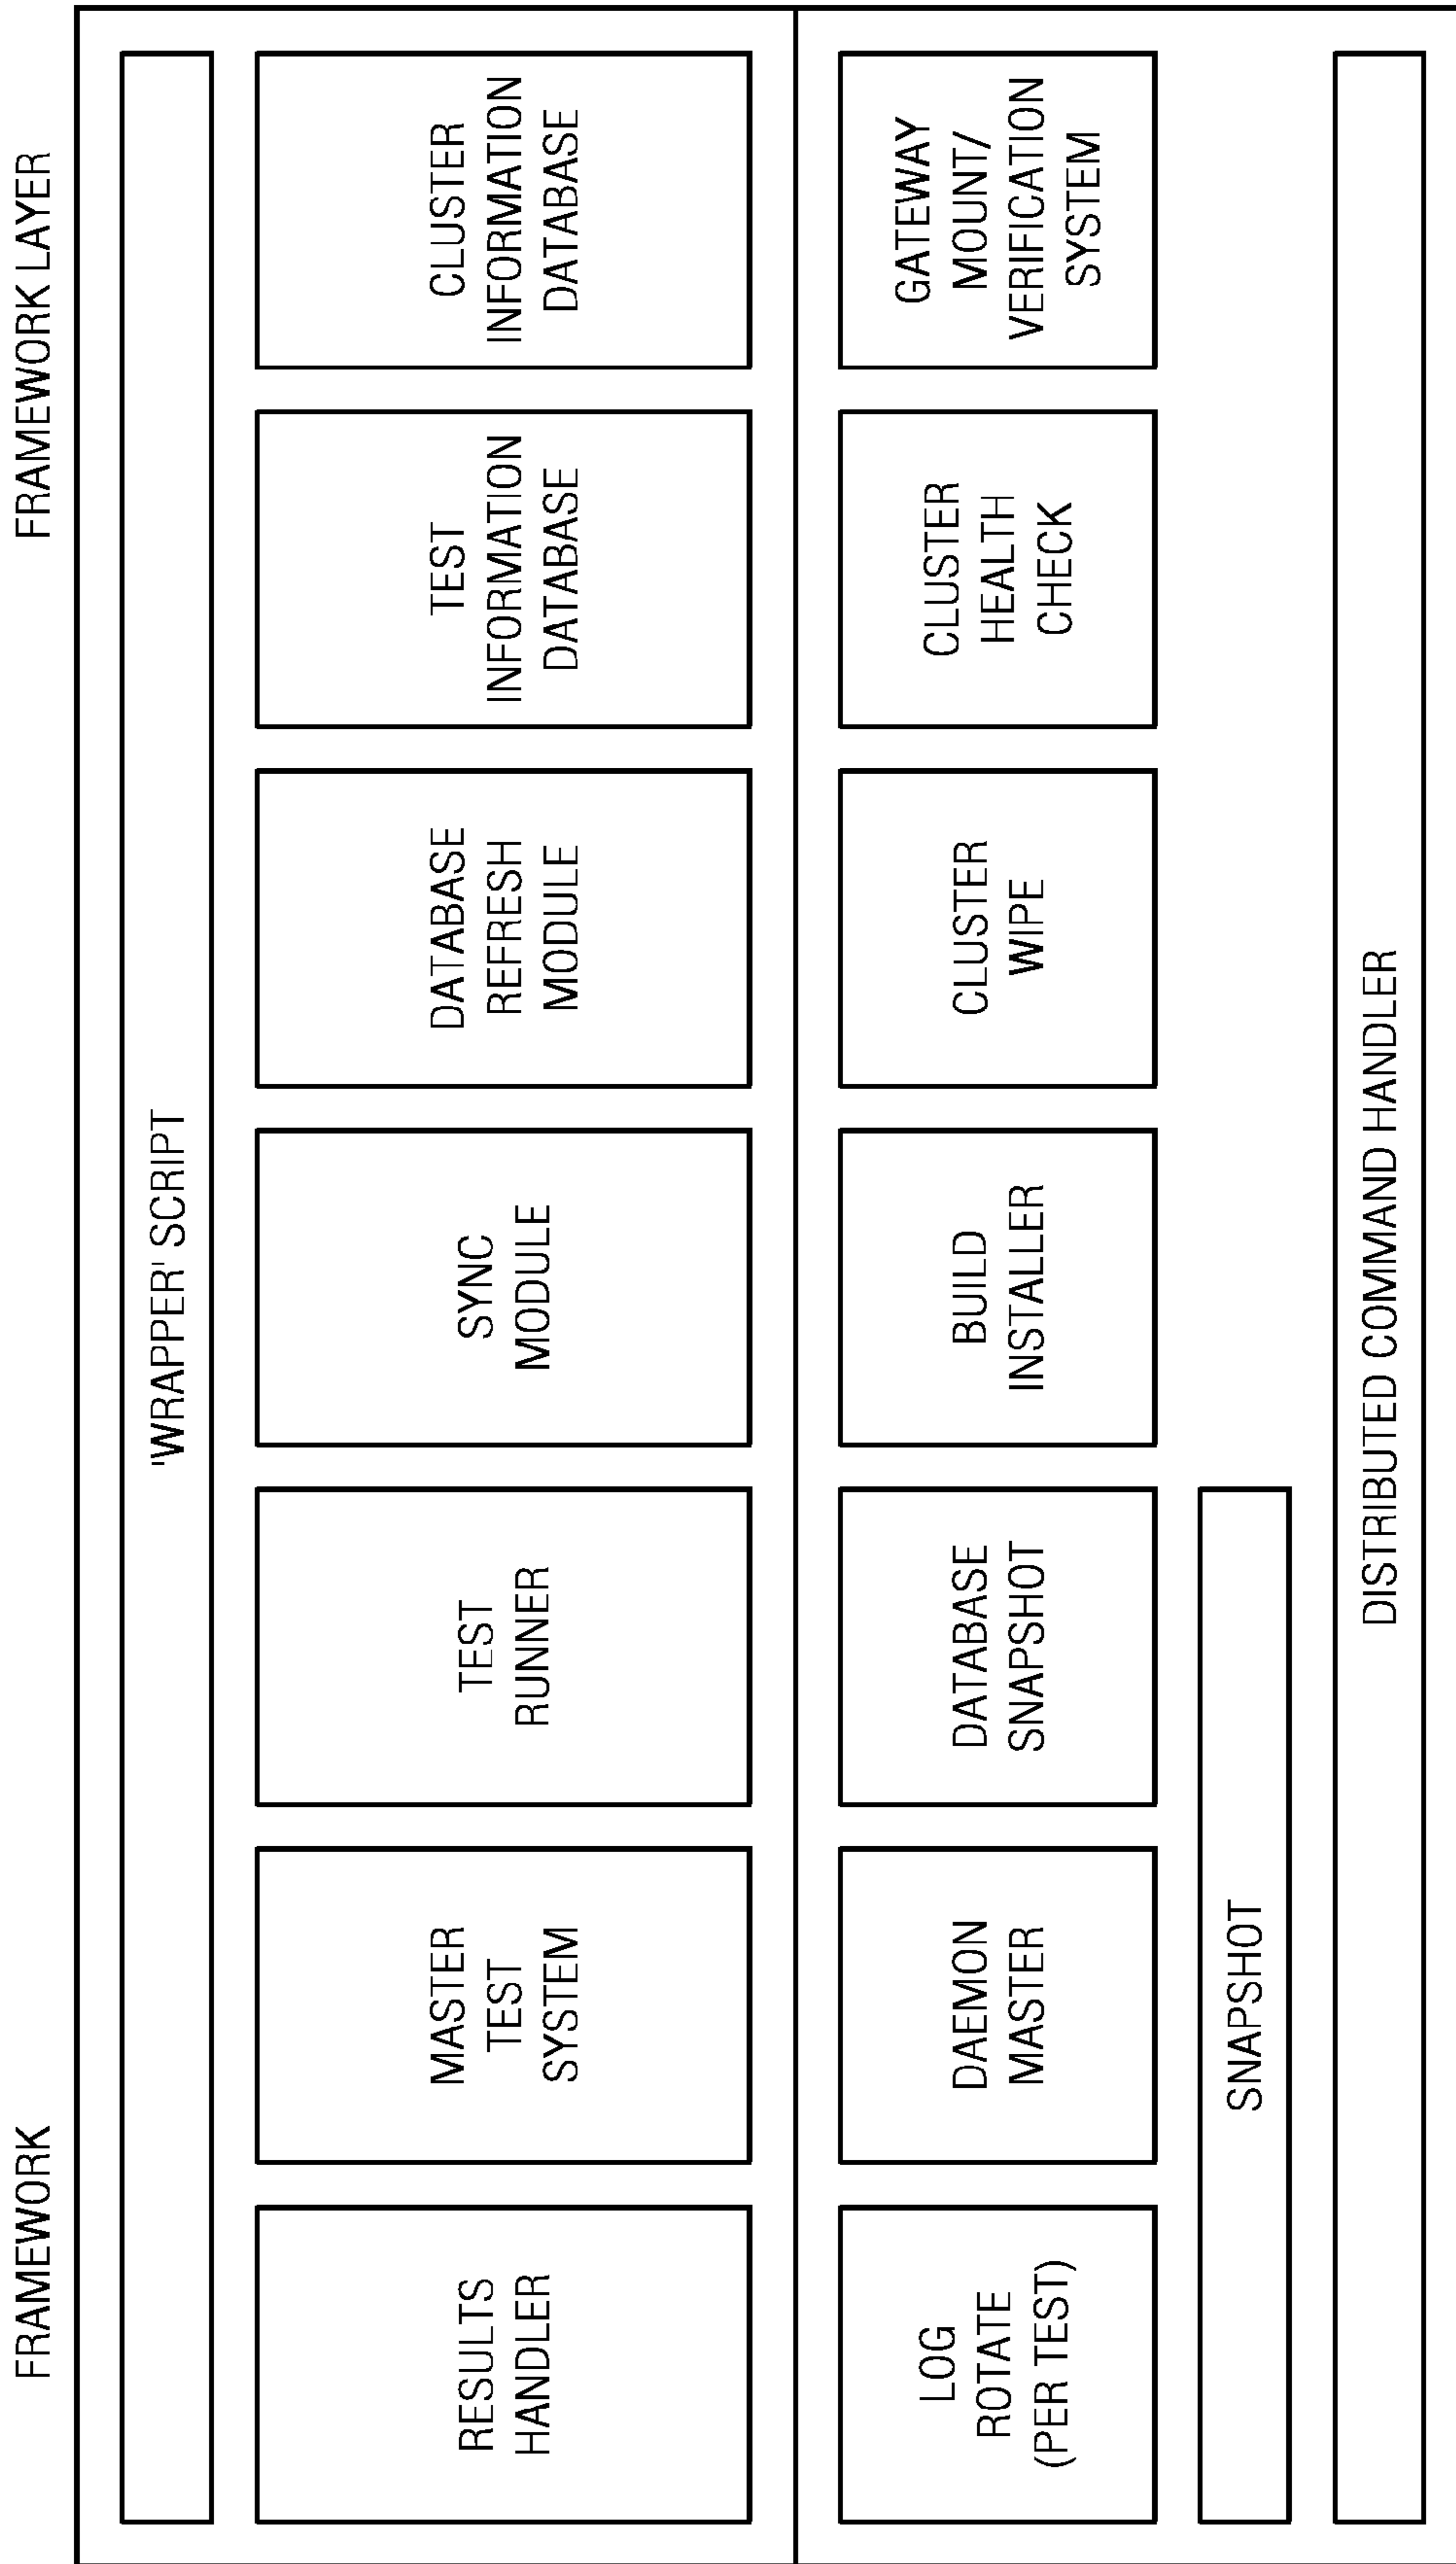 FRAMEWORK
FRAMEWORK LAYER
'WRAPPER' SCRIPT
RESULTS
HANDLER
MASTER
TEST
SYSTEM
TEST
RUNNER
SYNC
MODULE
DATABASE
REFRESH
MODULE
TEST
INFORMATION
DATABASE
CLUSTER
INFORMATION
DATABASE
LOG
ROTATE
(PER TEST)
DAEMON
MASTER
DATABASE
SNAPSHOT
BUILD
INSTALLER
CLUSTER
WIPE
CLUSTER
HEALTH
CHECK
GATEWAY
MOUNT/
VERIFICATION
SYSTEM
SNAPSHOT
DISTRIBUTED COMMAND HANDLER